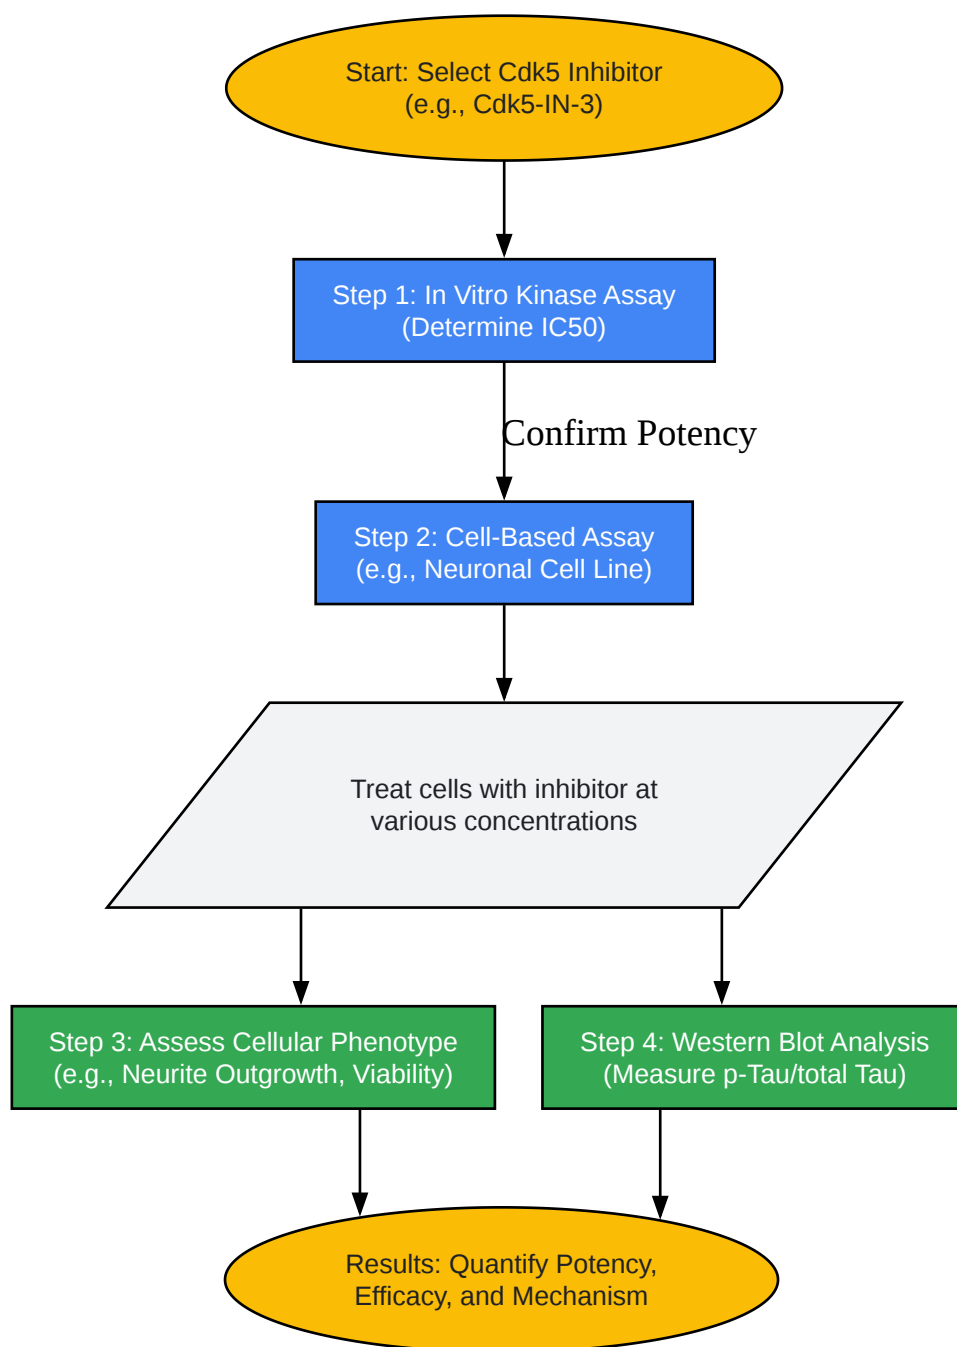 Start: Select Cdk5 Inhibitor
(e.g., Cdk5-IN-3)
Step 1: In Vitro Kinase Assay
(Determine IC50)
Confirm Potency
Step 2: Cell-Based Assay
(e.g., Neuronal Cell Line)
Treat cells with inhibitor at
various concentrations
Step 3: Assess Cellular Phenotype
(e.g., Neurite Outgrowth, Viability)
Step 4: Western Blot Analysis
(Measure p-Tau/total Tau)
Results: Quantify Potency,
Efficacy, and Mechanism